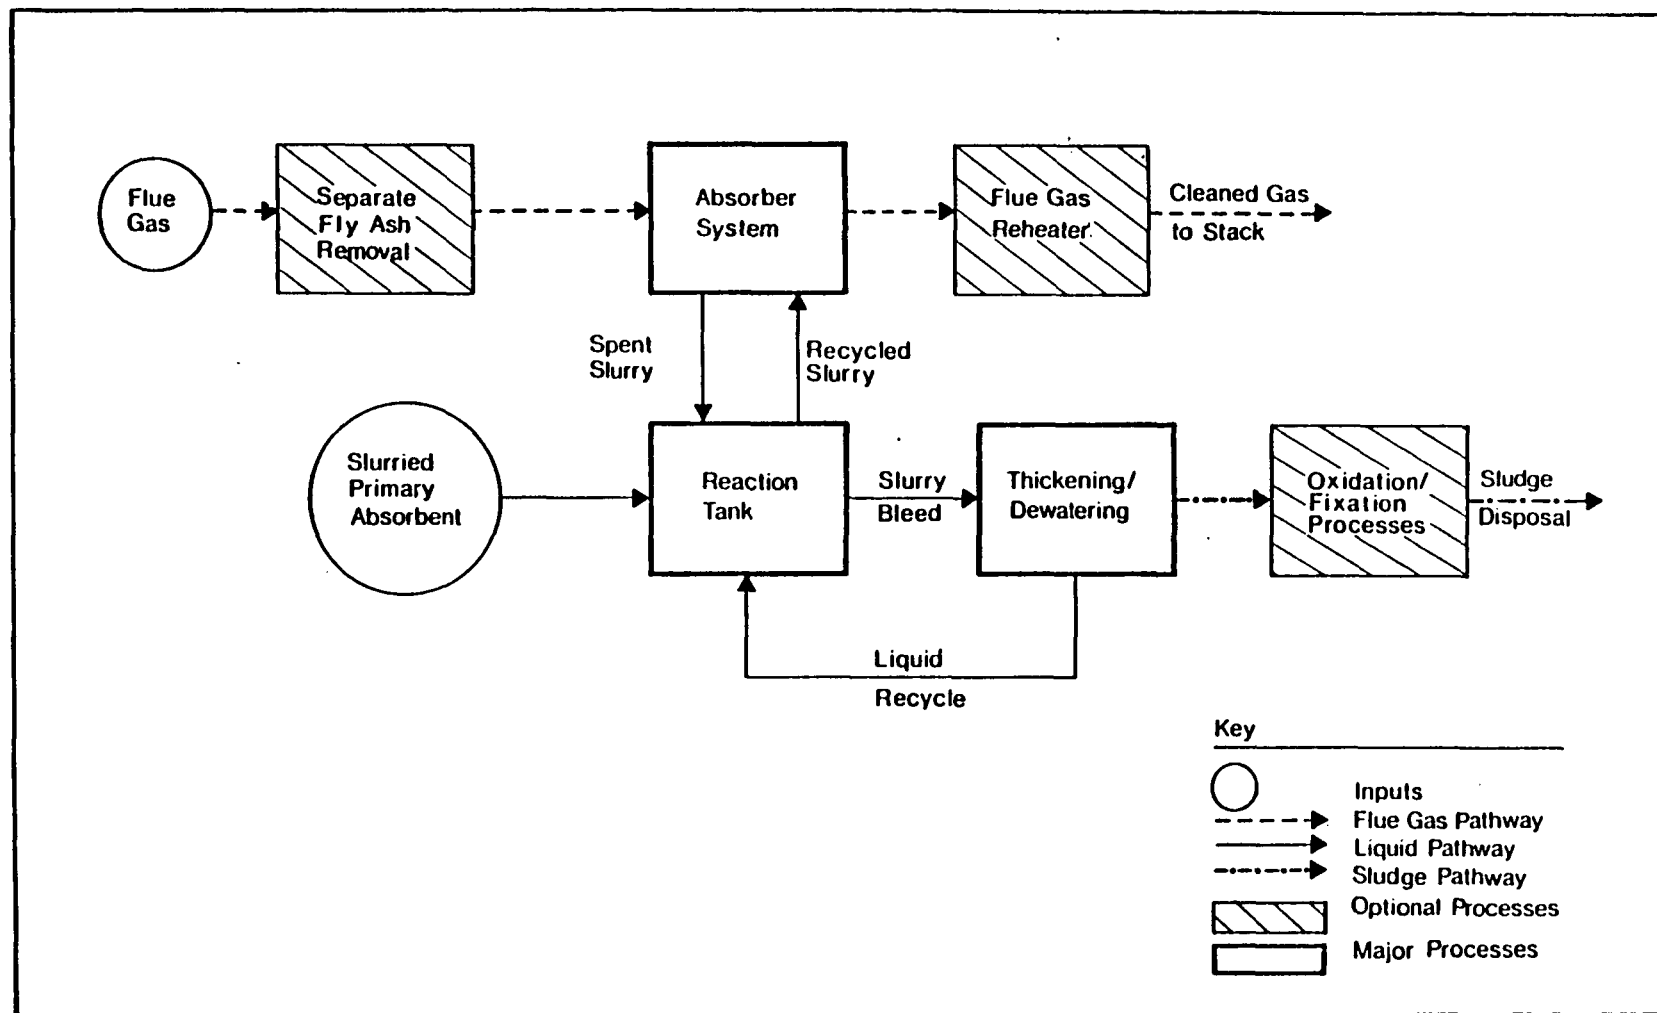 Flue
Gas
Separate
Fly Ash
Removal
Absorber
System
Flue Gas
Reheater
Cleaned Gas
to Stack
Spent
Slurry
Recycled
Slurry
Slurried
Primary
Absorbent
Reaction
Tank
Slurry
Bleed
Thickening/
Dewatering
Oxidation/
Fixation
Processes
Sludge
Disposal
Liquid
Recycle
Key
Inputs
Flue Gas Pathway
Liquid Pathway
Sludge Pathway
Optional Processes
Major Processes